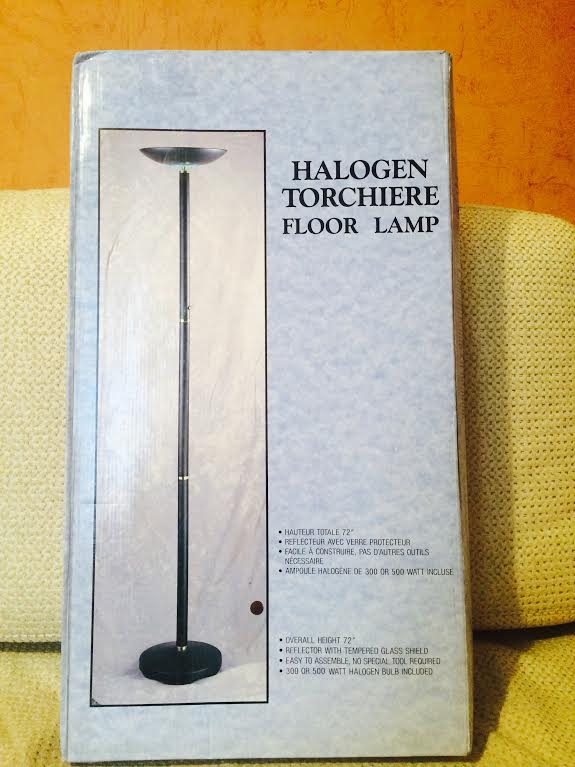 HALOGEN
TORCHIERE
FLOOR LAMP
• HAUTEUR TOTALE 72"
• REFLECTEUR AVEC VERRE PROTECTEUR
• FACILE À CONSTRUIRE, PAS D'AUTRES OUTILS
NÉCESSAIRE
• AMPOULE HALOGÈNE DE 300 OR 500 WATT INCLUSE
• OVERALL HEIGHT 72"
• REFLECTOR WITH TEMPERED GLASS SHIELD
• EASY TO ASSEMBLE, NO SPECIAL TOOL REQUIRED
• 300 OR 500 WATT HALOGEN BULB INCLUDED